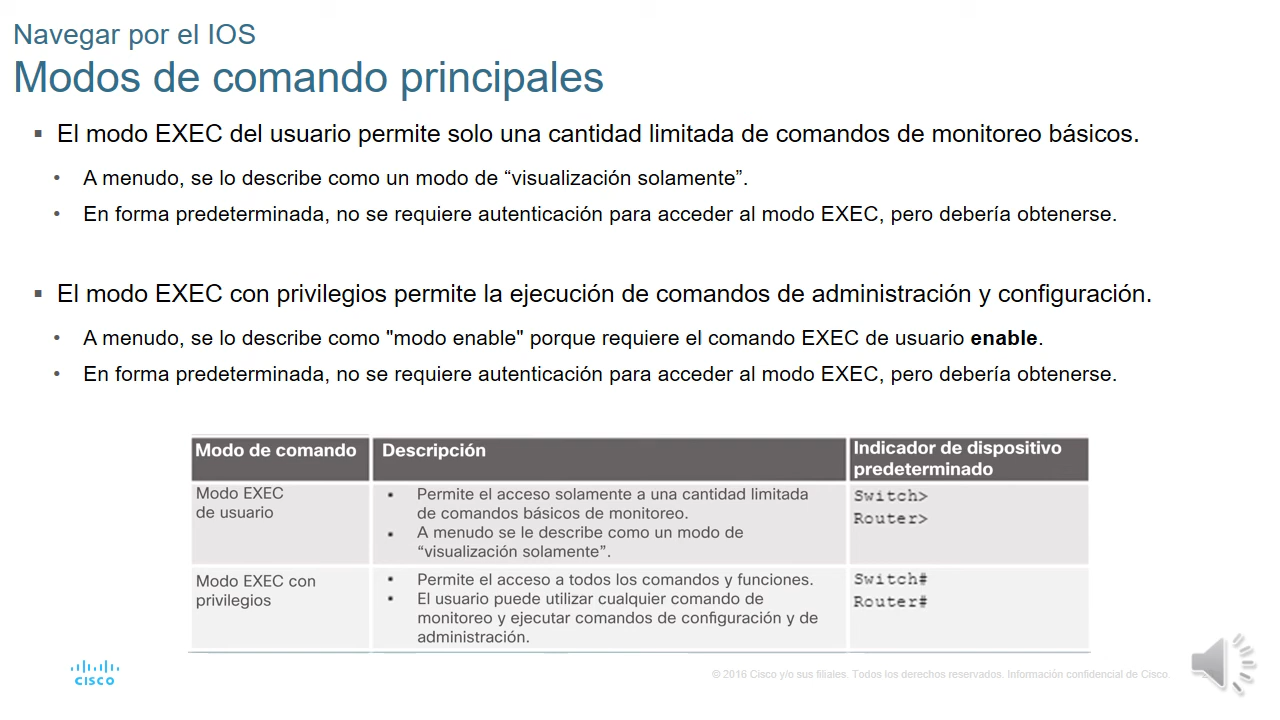 Navegar por el IOS
Modos de comando principales
▪ El modo EXEC del usuario permite solo una cantidad limitada de comandos de monitoreo básicos.
• A menudo, se lo describe como un modo de “visualización solamente”.
• En forma predeterminada, no se requiere autenticación para acceder al modo EXEC, pero debería obtenerse.
▪ El modo EXEC con privilegios permite la ejecución de comandos de administración y configuración.
• A menudo, se lo describe como "modo enable" porque requiere el comando EXEC de usuario enable.
• En forma predeterminada, no se requiere autenticación para acceder al modo EXEC, pero debería obtenerse.
Modo de comando
Descripción
Indicador de dispositivo
predeterminado
Modo EXEC
de usuario
• Permite el acceso solamente a una cantidad limitada
de comandos básicos de monitoreo.
• A menudo se le describe como un modo de
“visualización solamente”.
Switch>
Router>
Modo EXEC con
privilegios
• Permite el acceso a todos los comandos y funciones.
• El usuario puede utilizar cualquier comando de
monitoreo y ejecutar comandos de configuración y de
administración.
Switch#
Router#
CISCO
© 2016 Cisco y/o sus filiales. Todos los derechos reservados. Información confidencial de Cisco.